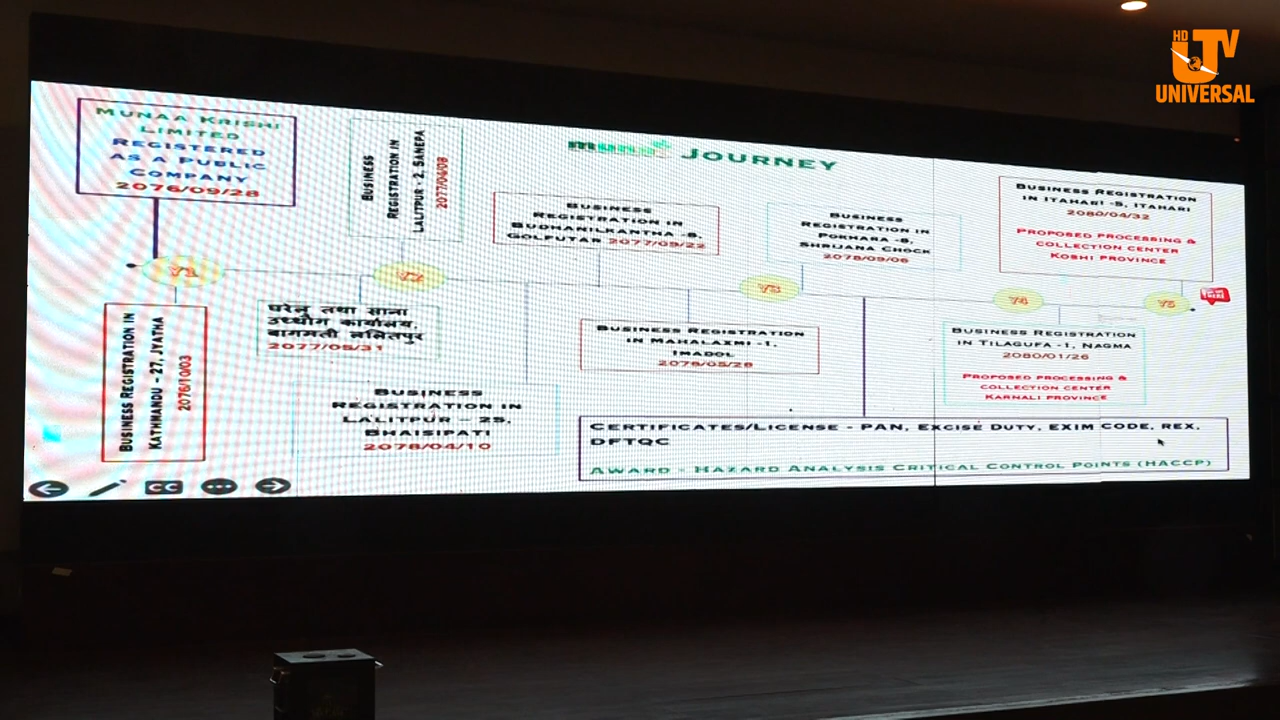 HD
UTV
UNIVERSAL
MUNAA KRISHI
LIMITED
REGISTERED
AS A PUBLIC
COMPANY
2076/09/28
BUSINESS
REGISTRATION IN
LALITPUR - 2, SANEPA
2077/04/08
muna JOURNEY
BUSINESS
REGISTRATION IN
BUDHANILKANTHA -8,
GOLFUTAR 2077/09/22
BUSINESS
REGISTRATION IN
POKHARA -8,
SHRIJANA CHOCK
2078/09/06
BUSINESS REGISTRATION
IN ITAHARI -5, ITAHARI
2080/04/32
PROPOSED PROCESSING &
COLLECTION CENTER
KOSHI PROVINCE
Y1
Y2
Y3
Y4
Y5
BUSINESS REGISTRATION IN
KATHMANDU - 27, JYATHA
2076/10/03
घरेलु तथा साना
उध्योग कार्यालय,
बागमती ललितपुर
2077/05/31
BUSINESS REGISTRATION
IN MAHALAXMI -1,
IMADOL
2078/05/28
BUSINESS REGISTRATION
IN TILAGUFA -1, NAGMA
2080/01/26
PROPOSED PROCESSING &
COLLECTION CENTER
KARNALI PROVINCE
BUSINESS
REGISTRATION IN
LALITPUR - 25,
BHAISIPATI
2078/04/10
CERTIFICATES/LICENSE - PAN, EXCISE DUTY, EXIM CODE, REX,
DFTQC
AWARD - HAZARD ANALYSIS CRITICAL CONTROL POINTS (HACCP)